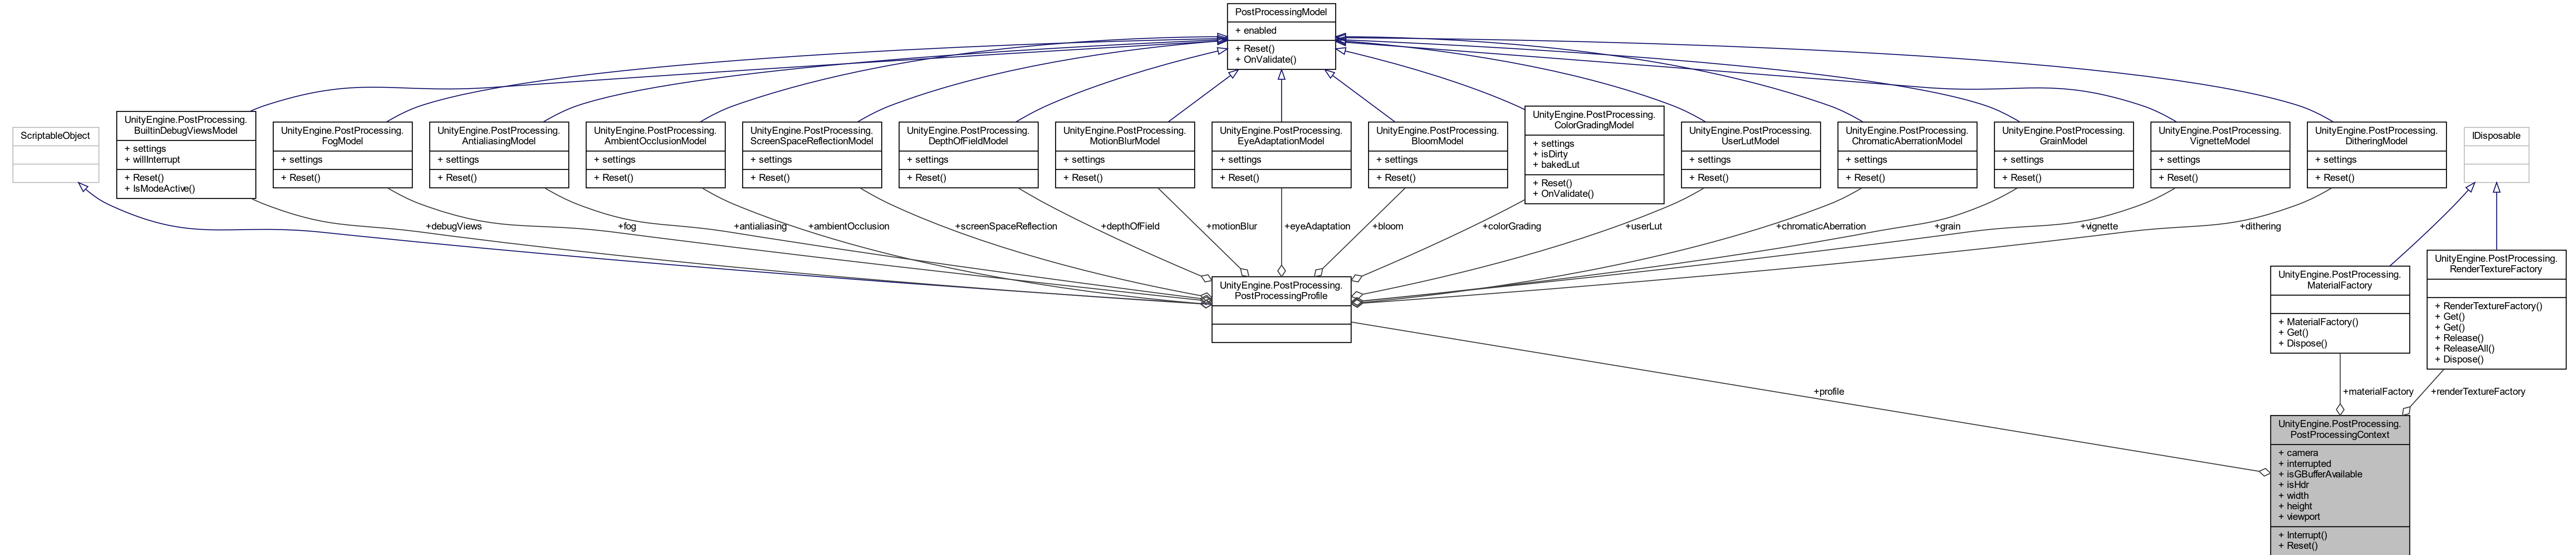 PostProcessingModel
+ enabled
+ Reset()
+ OnValidate()
ScriptableObject
UnityEngine.PostProcessing.
BuiltinDebugViewsModel
+ settings
+ willInterrupt
+ Reset()
+ IsModeActive()
UnityEngine.PostProcessing.
FogModel
+ settings
+ Reset()
UnityEngine.PostProcessing.
AntialiasingModel
+ settings
+ Reset()
UnityEngine.PostProcessing.
AmbientOcclusionModel
+ settings
+ Reset()
UnityEngine.PostProcessing.
ScreenSpaceReflectionModel
+ settings
+ Reset()
UnityEngine.PostProcessing.
DepthOfFieldModel
+ settings
+ Reset()
UnityEngine.PostProcessing.
MotionBlurModel
+ settings
+ Reset()
UnityEngine.PostProcessing.
EyeAdaptationModel
+ settings
+ Reset()
UnityEngine.PostProcessing.
BloomModel
+ settings
+ Reset()
UnityEngine.PostProcessing.
ColorGradingModel
+ settings
+ isDirty
+ bakedLut
+ Reset()
+ OnValidate()
UnityEngine.PostProcessing.
UserLutModel
+ settings
+ Reset()
UnityEngine.PostProcessing.
ChromaticAberrationModel
+ settings
+ Reset()
UnityEngine.PostProcessing.
GrainModel
+ settings
+ Reset()
UnityEngine.PostProcessing.
VignetteModel
+ settings
+ Reset()
UnityEngine.PostProcessing.
DitheringModel
+ settings
+ Reset()
IDisposable
+debugViews
+fog
+antialiasing
+ambientOcclusion
+screenSpaceReflection
+depthOfField
+motionBlur
+eyeAdaptation
+bloom
+colorGrading
+userLut
+chromaticAberration
+grain
+vignette
+dithering
UnityEngine.PostProcessing.
PostProcessingProfile
UnityEngine.PostProcessing.
MaterialFactory
+ MaterialFactory()
+ Get()
+ Dispose()
UnityEngine.PostProcessing.
RenderTextureFactory
+ RenderTextureFactory()
+ Get()
+ Get()
+ Release()
+ ReleaseAll()
+ Dispose()
+profile
+materialFactory
+renderTextureFactory
UnityEngine.PostProcessing.
PostProcessingContext
+ camera
+ interrupted
+ isGBufferAvailable
+ isHdr
+ width
+ height
+ viewport
+ Interrupt()
+ Reset()